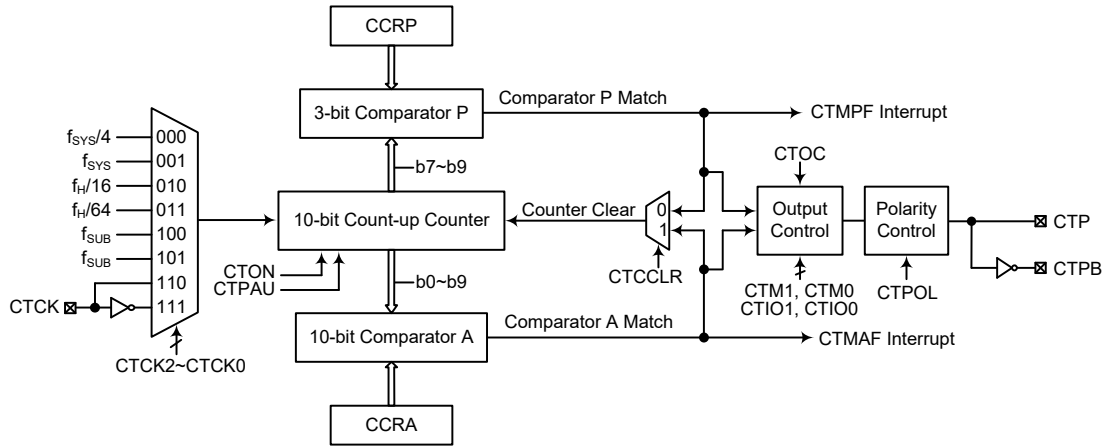 CCRP
3-bit Comparator P
Comparator P Match
CTMPF Interrupt
b7~b9
CTOC
fSYS/4
000
fSYS
001
fH/16
010
fH/64
011
fSUB
100
fSUB
101
110
CTCK
111
CTCK2~CTCK0
10-bit Count-up Counter
Counter Clear
0
1
CTCCLR
Output
Control
Polarity
Control
CTP
CTPB
CTON
CTPAU
b0~b9
CTM1, CTM0
CTIO1, CTIO0
CTPOL
10-bit Comparator A
Comparator A Match
CTMAF Interrupt
CCRA